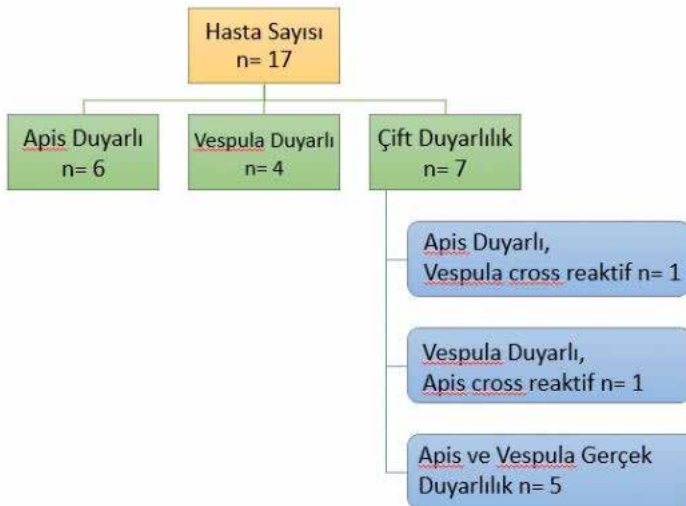 Hasta Sayısı
n= 17
Apis Duyarlı
n= 6
Vespula Duyarlı
n= 4
Çift Duyarlılık
n= 7
Apis Duyarlı,
Vespula cross reaktif n= 1
Vespula Duyarlı,
Apis cross reaktif n= 1
Apis ve Vespula Gerçek
Duyarlılık n= 5